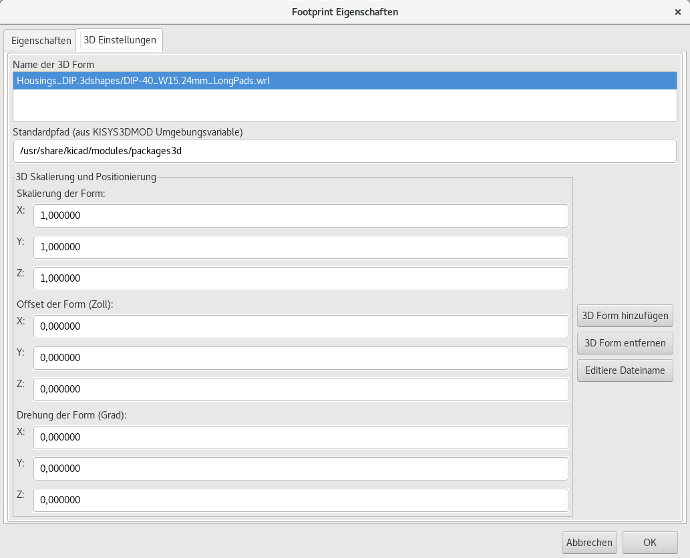 Footprint Eigenschaften
Eigenschaften
3D Einstellungen
Name der 3D Form
Housings_DIP.3dshapes/DIP-40_W15.24mm_LongPads.wrl
Standardpfad (aus KISYS3DMOD Umgebungsvariable)
/usr/share/kicad/modules/packages3d
3D Skalierung und Positionierung
Skalierung der Form:
X: 1,000000
Y: 1,000000
Z: 1,000000
Offset der Form (Zoll):
X: 0,000000
Y: 0,000000
Z: 0,000000
Drehung der Form (Grad):
X: 0,000000
Y: 0,000000
Z: 0,000000
3D Form hinzufügen
3D Form entfernen
Editiere Dateiname
Abbrechen
OK